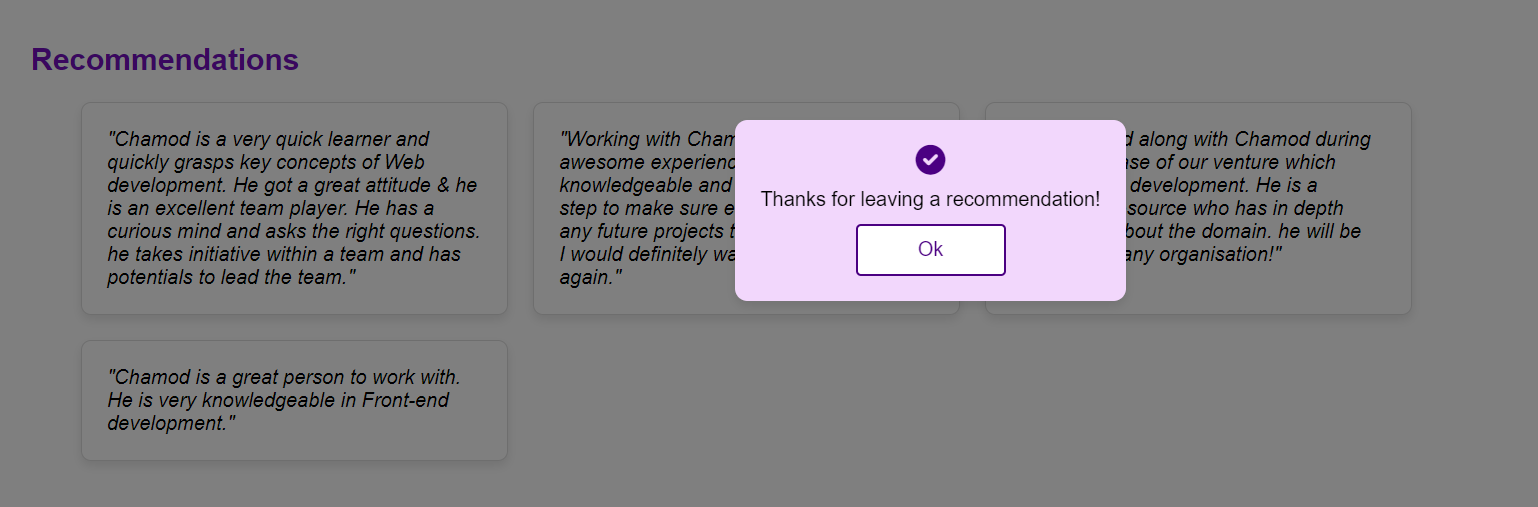 Recommendations
"Chamod is a very quick learner and
quickly grasps key concepts of Web
development. He got a great attitude & he
is an excellent team player. He has a
curious mind and asks the right questions.
he takes initiative within a team and has
potentials to lead the team."
"Working with Cham
awesome experienc
knowledgeable and
step to make sure e
any future projects t
I would definitely wa
again."
along with Chamod during
of our venture which
development. He is a
who has in depth
the domain. he will be
any organisation!"
Thanks for leaving a recommendation!
Ok
"Chamod is a great person to work with.
He is very knowledgeable in Front-end
development."